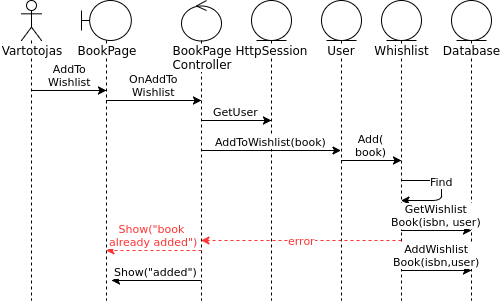 Vartotojas
BookPage
BookPage
Controller
HttpSession
User
Whishlist
Database
AddTo
Wishlist
OnAddTo
Wishlist
GetUser
AddToWishlist(book)
Add(
book)
Find
GetWishlist
Book(isbn, user)
Show("book
already added")
error
AddWishlist
Book(isbn,user)
Show("added")